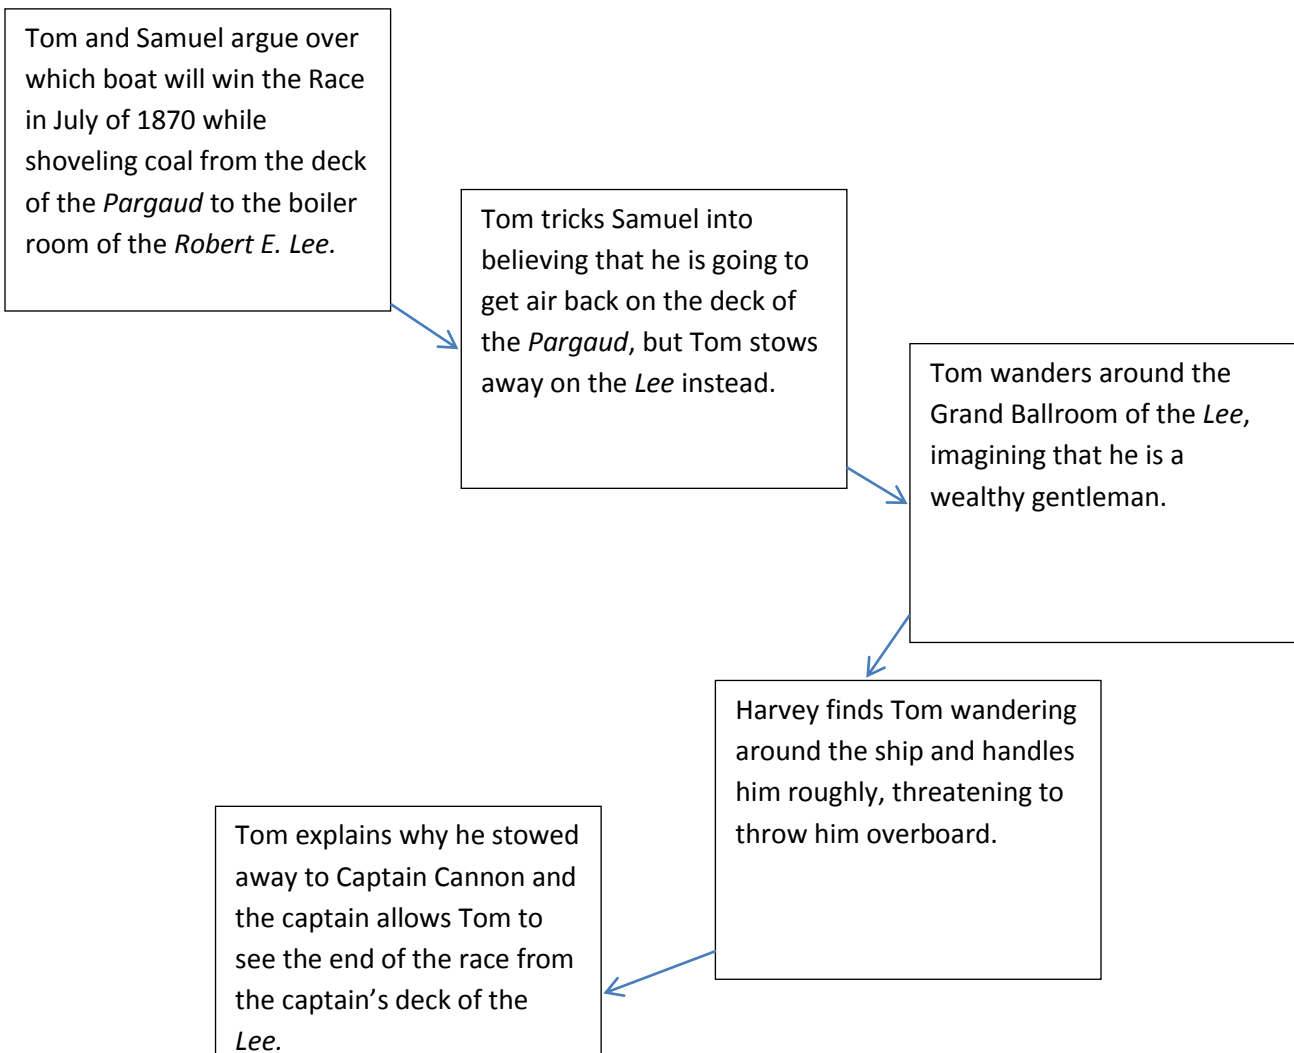 Tom and Samuel argue over
which boat will win the Race
in July of 1870 while
shoveling coal from the deck
of the Pargaud to the boiler
room of the Robert E. Lee.
Tom tricks Samuel into
believing that he is going to
get air back on the deck of
the Pargaud, but Tom stows
away on the Lee instead.
Tom wanders around the
Grand Ballroom of the Lee,
imagining that he is a
wealthy gentleman.
Harvey finds Tom wandering
around the ship and handles
him roughly, threatening to
throw him overboard.
Tom explains why he stowed
away to Captain Cannon and
the captain allows Tom to
see the end of the race from
the captain’s deck of the
Lee.